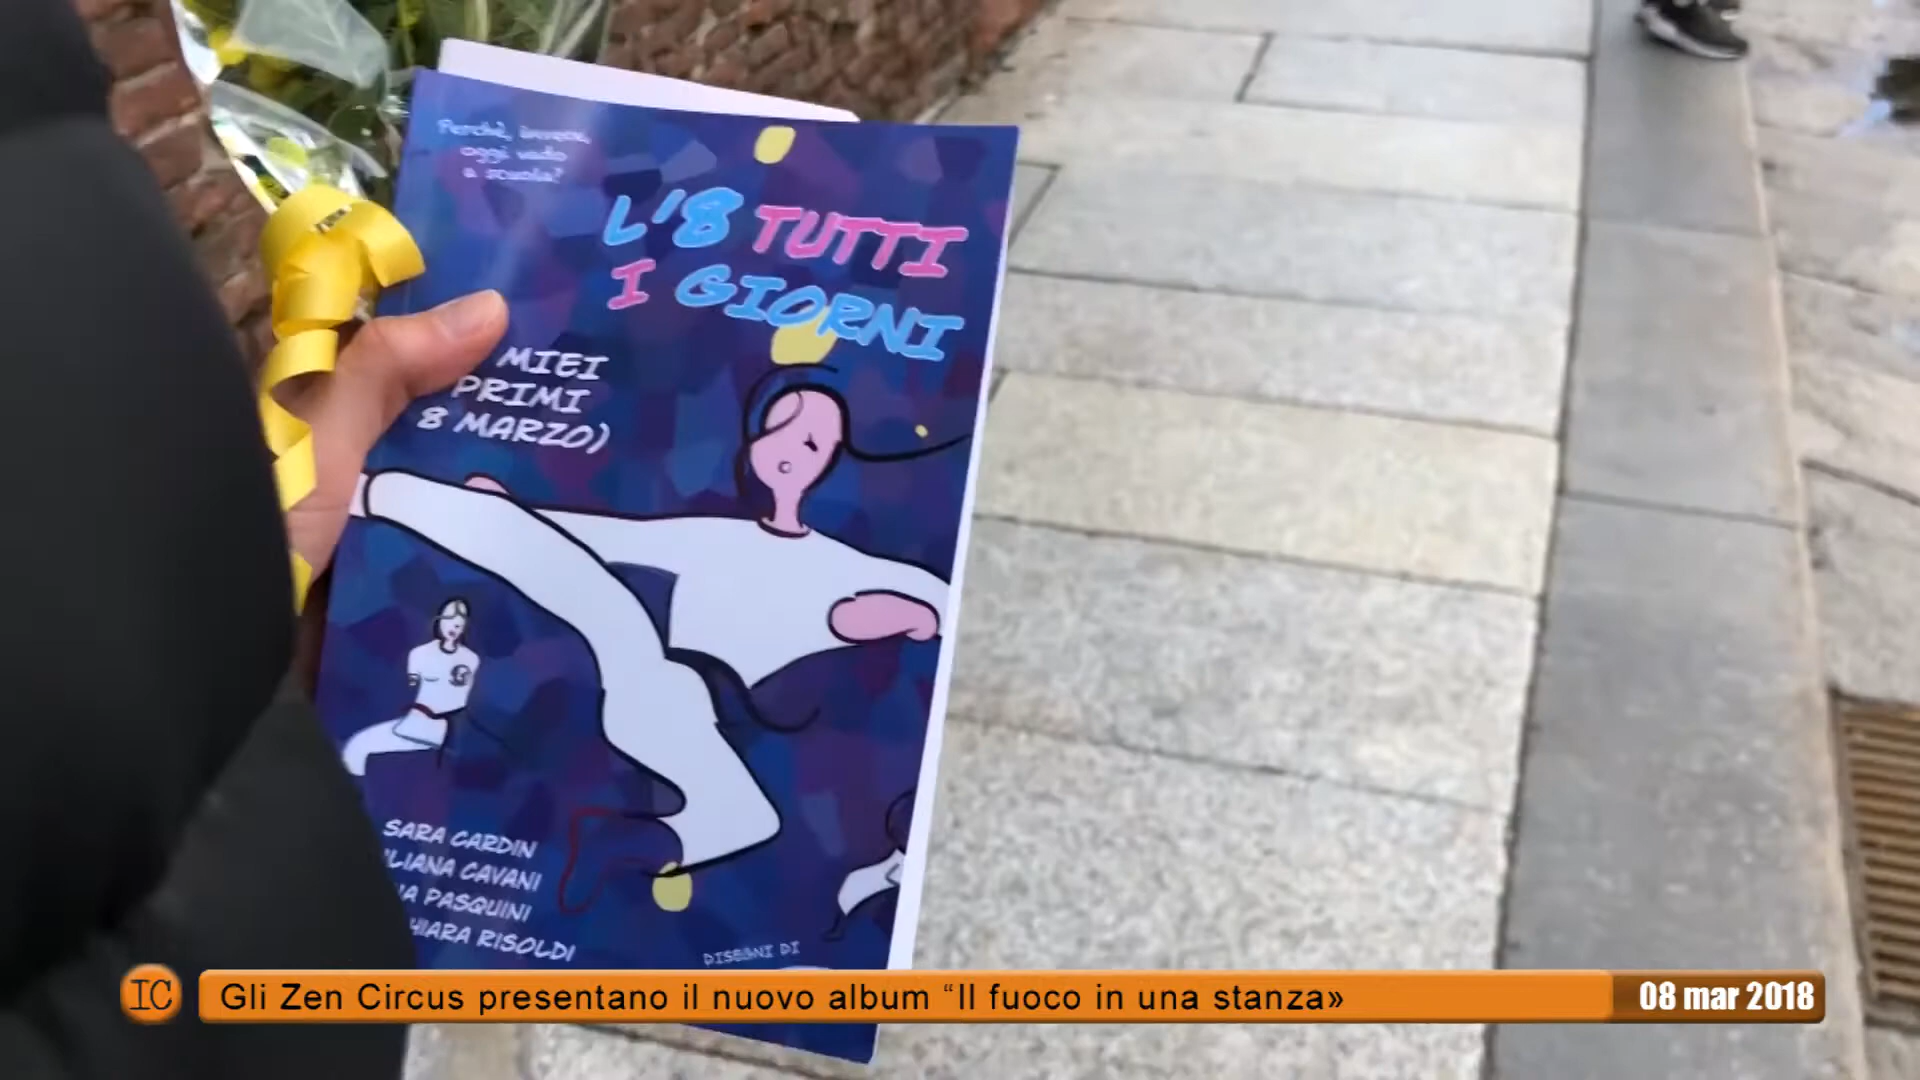 Perchè, invece,
oggi vado
a scuola?
L'8 TUTTI
I GIORNI
MIEI
PRIMI
8 MARZO)
SARA CARDIN
LIANA CAVANI
PASQUINI
RISOLDI
DISEGNI DI
IC
Gli Zen Circus presentano il nuovo album “Il fuoco in una stanza»
08 mar 2018